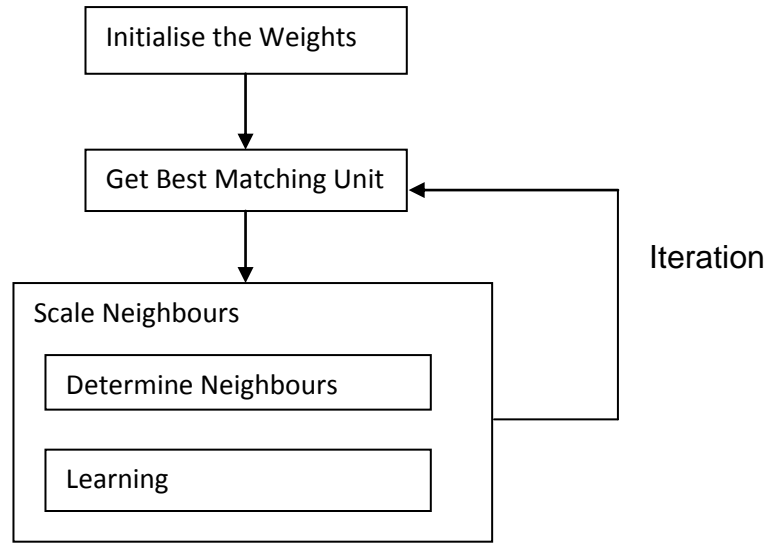 Initialise the Weights
Get Best Matching Unit
Iteration
Scale Neighbours
Determine Neighbours
Learning